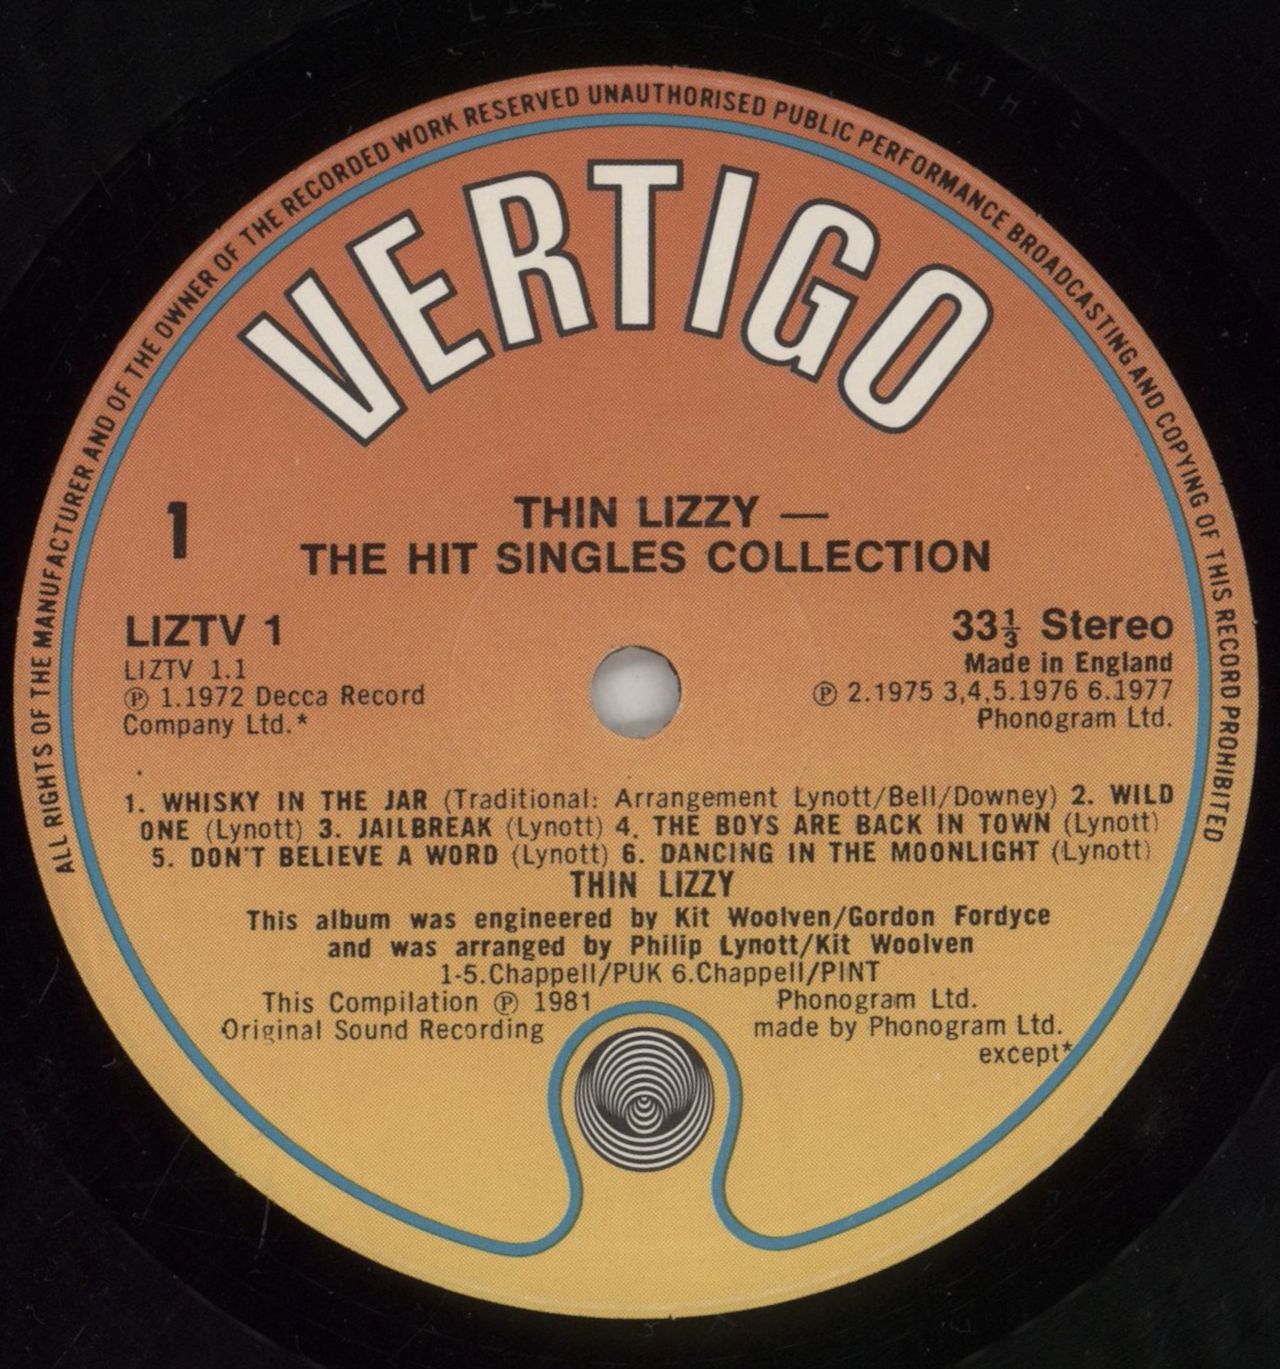 ALL RIGHTS OF THE MANUFACTURER AND OF THE OWNER OF THE RECORDED WORK RESERVED UNAUTHORISED PUBLIC PERFORMANCE BROADCASTING AND COPYING OF THIS RECORD PROHIBITED
VERTIGO
1
THIN LIZZY —
THE HIT SINGLES COLLECTION
LIZTV 1
LIZTV 1.1
℗ 1.1972 Decca Record
Company Ltd.*
33⅓ Stereo
Made in England
℗ 2.1975 3,4,5.1976 6.1977
Phonogram Ltd.
1. WHISKY IN THE JAR (Traditional: Arrangement Lynott/Bell/Downey) 2. WILD
ONE (Lynott) 3. JAILBREAK (Lynott) 4. THE BOYS ARE BACK IN TOWN (Lynott)
5. DON'T BELIEVE A WORD (Lynott) 6. DANCING IN THE MOONLIGHT (Lynott)
THIN LIZZY
This album was engineered by Kit Woolven/Gordon Fordyce
and was arranged by Philip Lynott/Kit Woolven
1-5.Chappell/PUK 6.Chappell/PINT
This Compilation ℗ 1981 Phonogram Ltd.
Original Sound Recording made by Phonogram Ltd.
except*